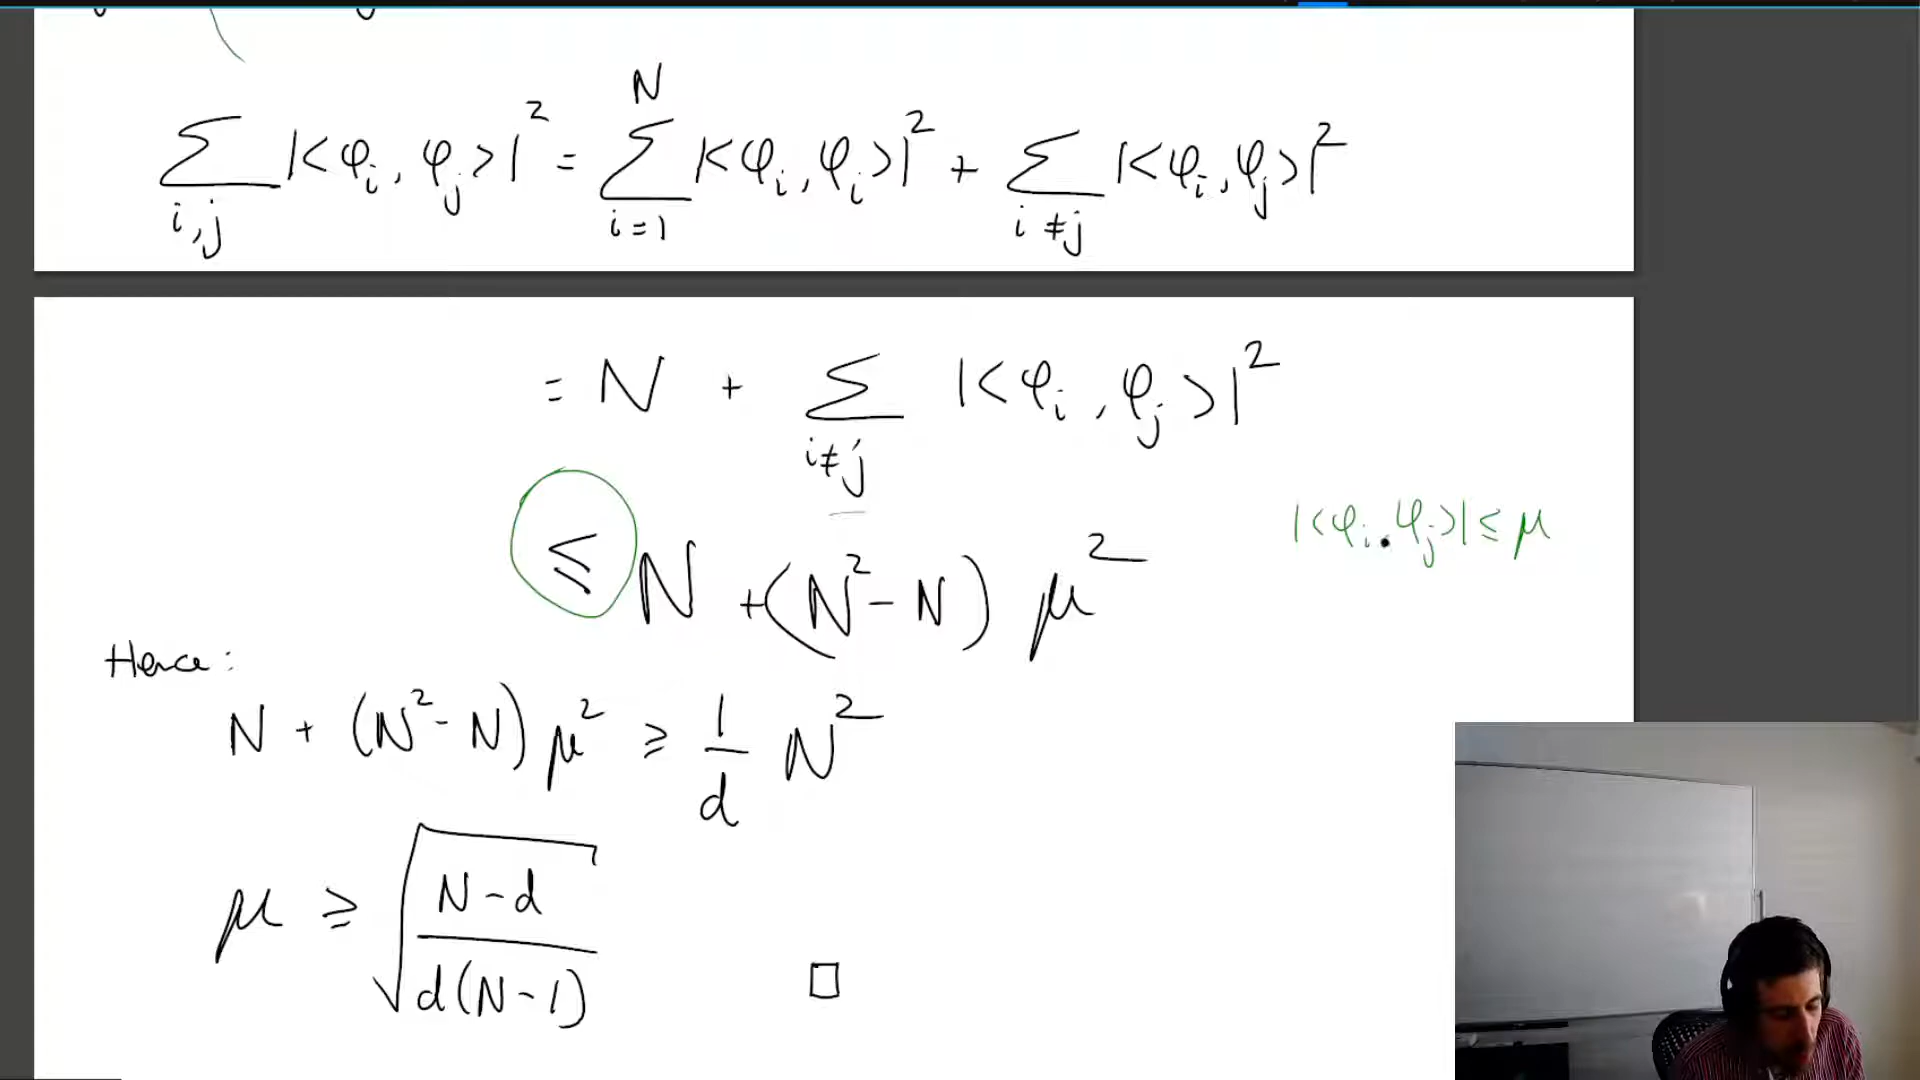 ∑_{i,j} |<φ_i, φ_j>|² = ∑_{i=1}^{N} |<φ_i, φ_i>|² + ∑_{i≠j} |<φ_i, φ_j>|²
= N + ∑_{i≠j} |<φ_i, φ_j>|²
|<φ_i, φ_j>| ≤ μ
≤ N + (N² - N) μ²
Hence:
N + (N² - N) μ² ≥ 1/d N²
μ ≥ √((N-d)/(d(N-1))) □